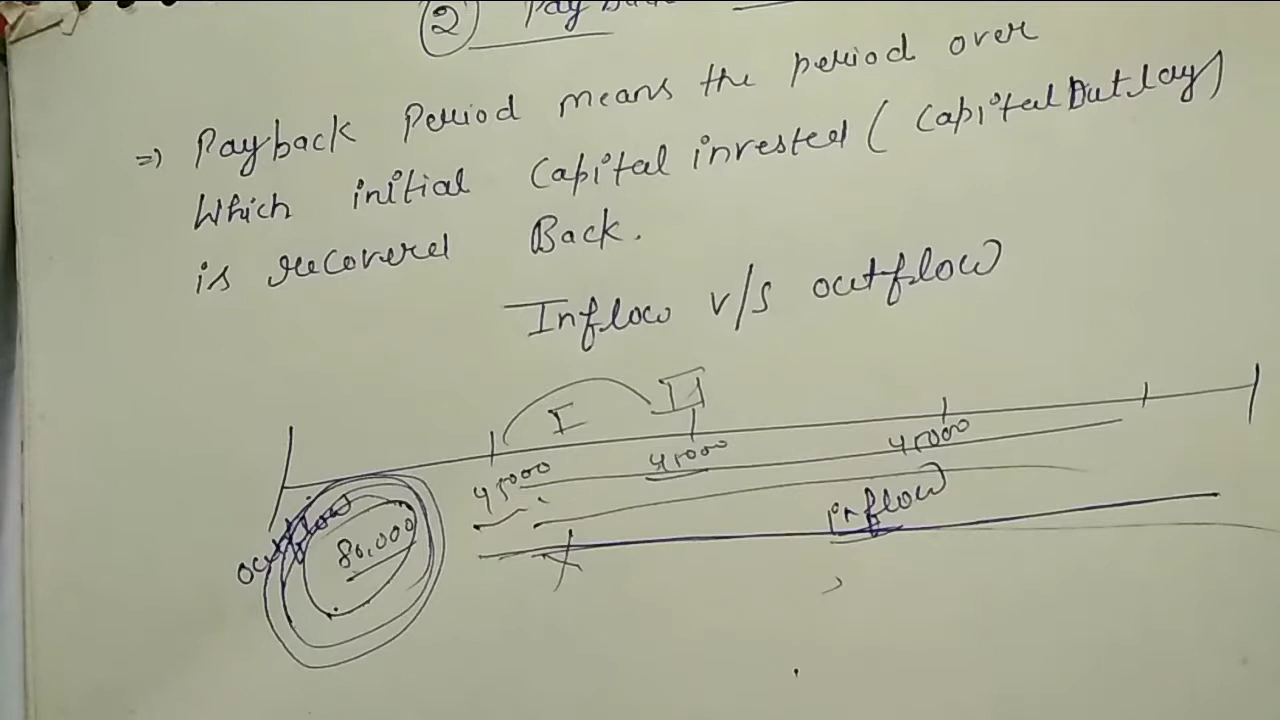 ② Pay Back
=) Payback Period means the period over
which initial Capital invested (Capital Outlay)
is recovered Back.
Inflow v/s outflow
I II
45000 45000 45000
outflow 80,000 inflow